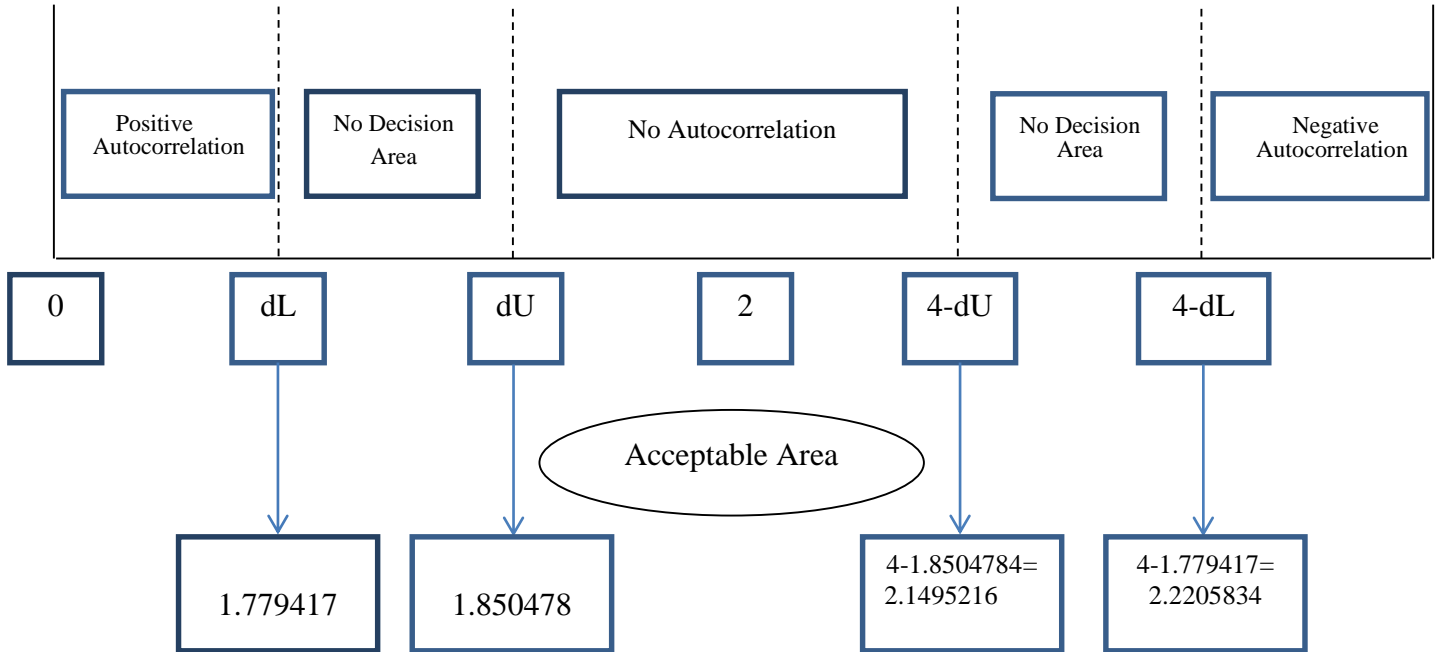 Positive
Autocorrelation
No Decision
Area
No Autocorrelation
No Decision
Area
Negative
Autocorrelation
0
dL
dU
2
4-dU
4-dL
Acceptable Area
1.779417
1.850478
4-1.8504784=
2.1495216
4-1.779417=
2.2205834